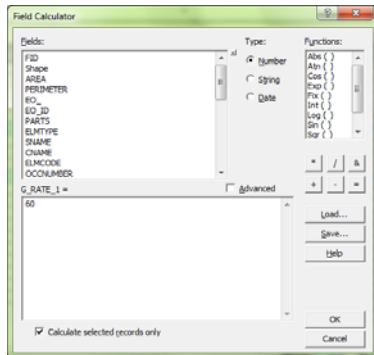 Field Calculator
Fields:
Type:
Functions:
FID
Shape
AREA
PERIMETER
EO_
EO_ID
PARTS
ELMTYPE
SNAME
CNAME
ELMCODE
OCCNUMBER
Number
String
Date
Abs ( )
Atn ( )
Cos ( )
Exp ( )
Fix ( )
Int ( )
Log ( )
Sin ( )
Sqr ( )
* / &
+ - =
G_RATE_1 =
Advanced
60
Load...
Save...
Help
Calculate selected records only
OK
Cancel